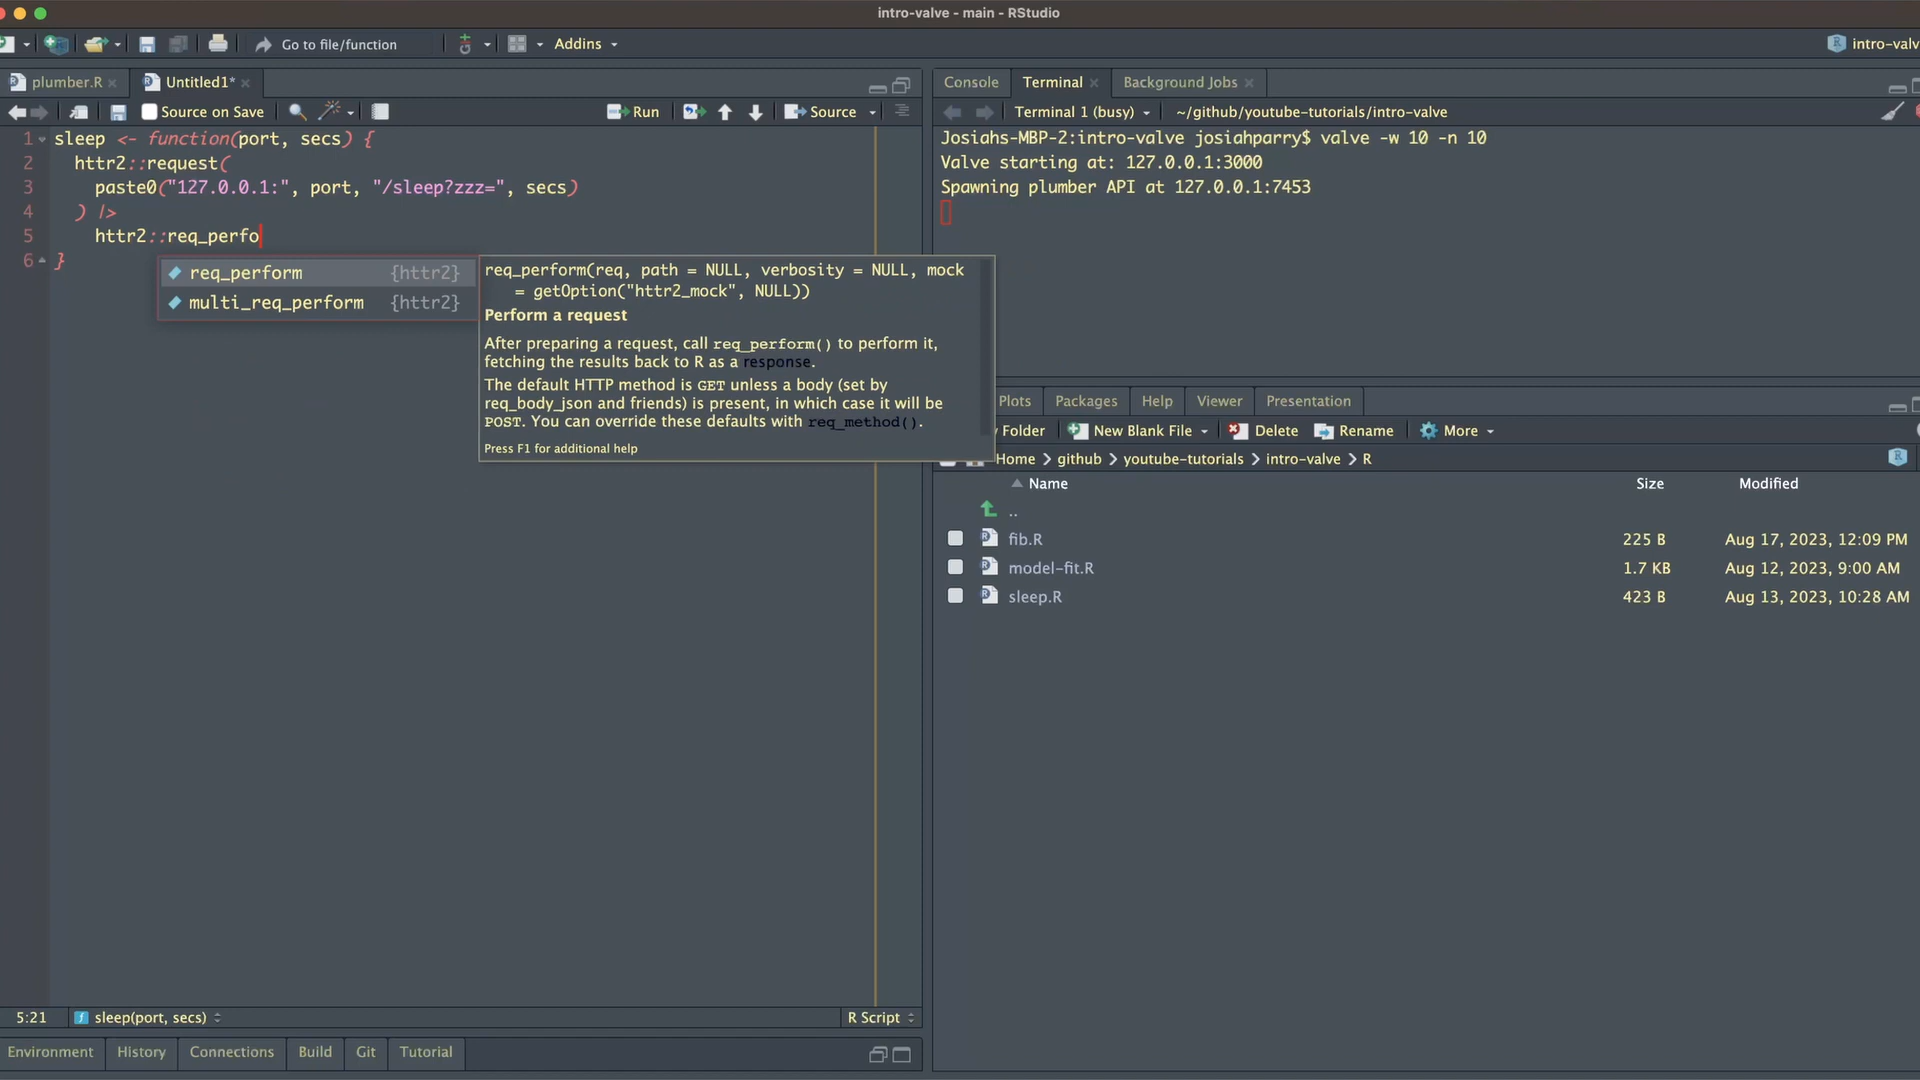 intro-valve - main - RStudio
Go to file/function
Addins
intro-valv
plumber.R
Untitled1*
Source on Save
Run
Source
1 sleep <- function(port, secs) {
2 httr2::request(
3 paste0("127.0.0.1:", port, "/sleep?zzz=", secs)
4 ) |>
5 httr2::req_perfo
6 }
req_perform {httr2}
multi_req_perform {httr2}
req_perform(req, path = NULL, verbosity = NULL, mock
= getOption("httr2_mock", NULL))
Perform a request
After preparing a request, call req_perform() to perform it,
fetching the results back to R as a response.
The default HTTP method is GET unless a body (set by
req_body_json and friends) is present, in which case it will be
POST. You can override these defaults with req_method().
Press F1 for additional help
5:21
sleep(port, secs)
R Script
Environment
History
Connections
Build
Git
Tutorial
Console
Terminal
Background Jobs
Terminal 1 (busy)
~/github/youtube-tutorials/intro-valve
Josiahs-MBP-2:intro-valve josiahparry$ valve -w 10 -n 10
Valve starting at: 127.0.0.1:3000
Spawning plumber API at 127.0.0.1:7453
Plots
Packages
Help
Viewer
Presentation
Folder
New Blank File
Delete
Rename
More
Home > github > youtube-tutorials > intro-valve > R
Name Size Modified
..
fib.R 225 B Aug 17, 2023, 12:09 PM
model-fit.R 1.7 KB Aug 12, 2023, 9:00 AM
sleep.R 423 B Aug 13, 2023, 10:28 AM